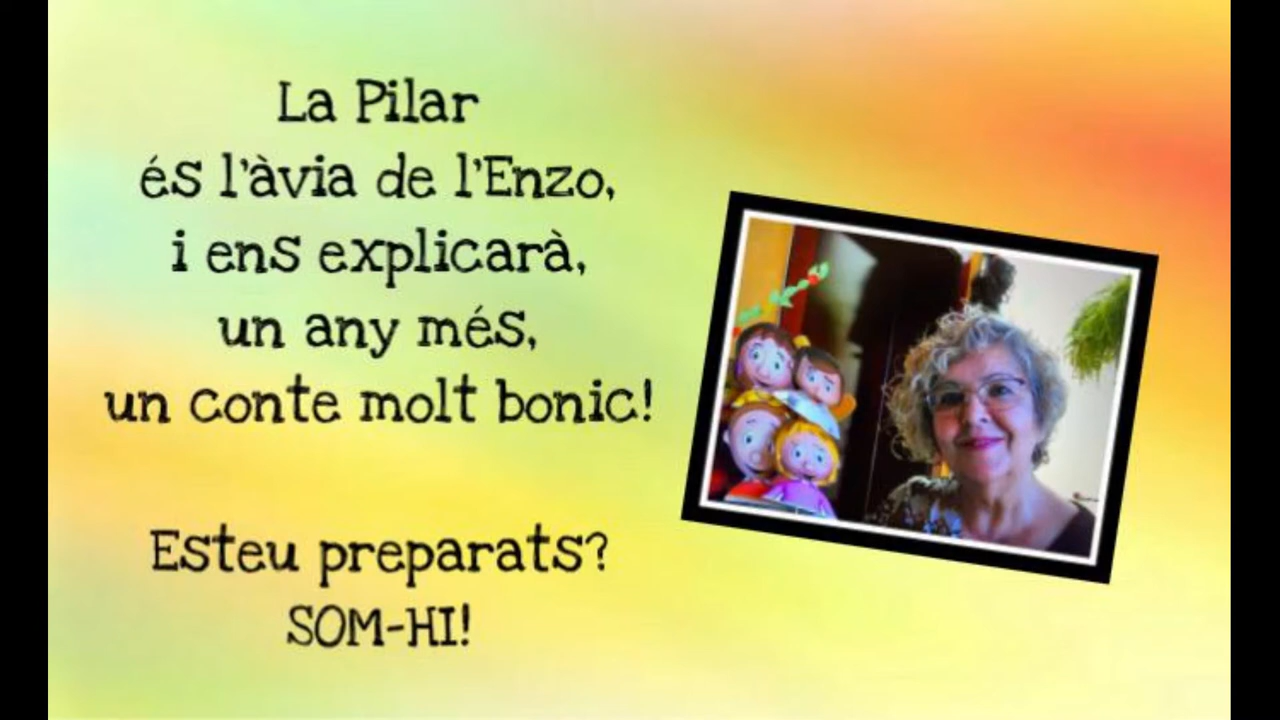 La Pilar
és l'àvia de l'Enzo,
i ens explicarà,
un any més,
un conte molt bonic!
Esteu preparats?
SOM-HI!